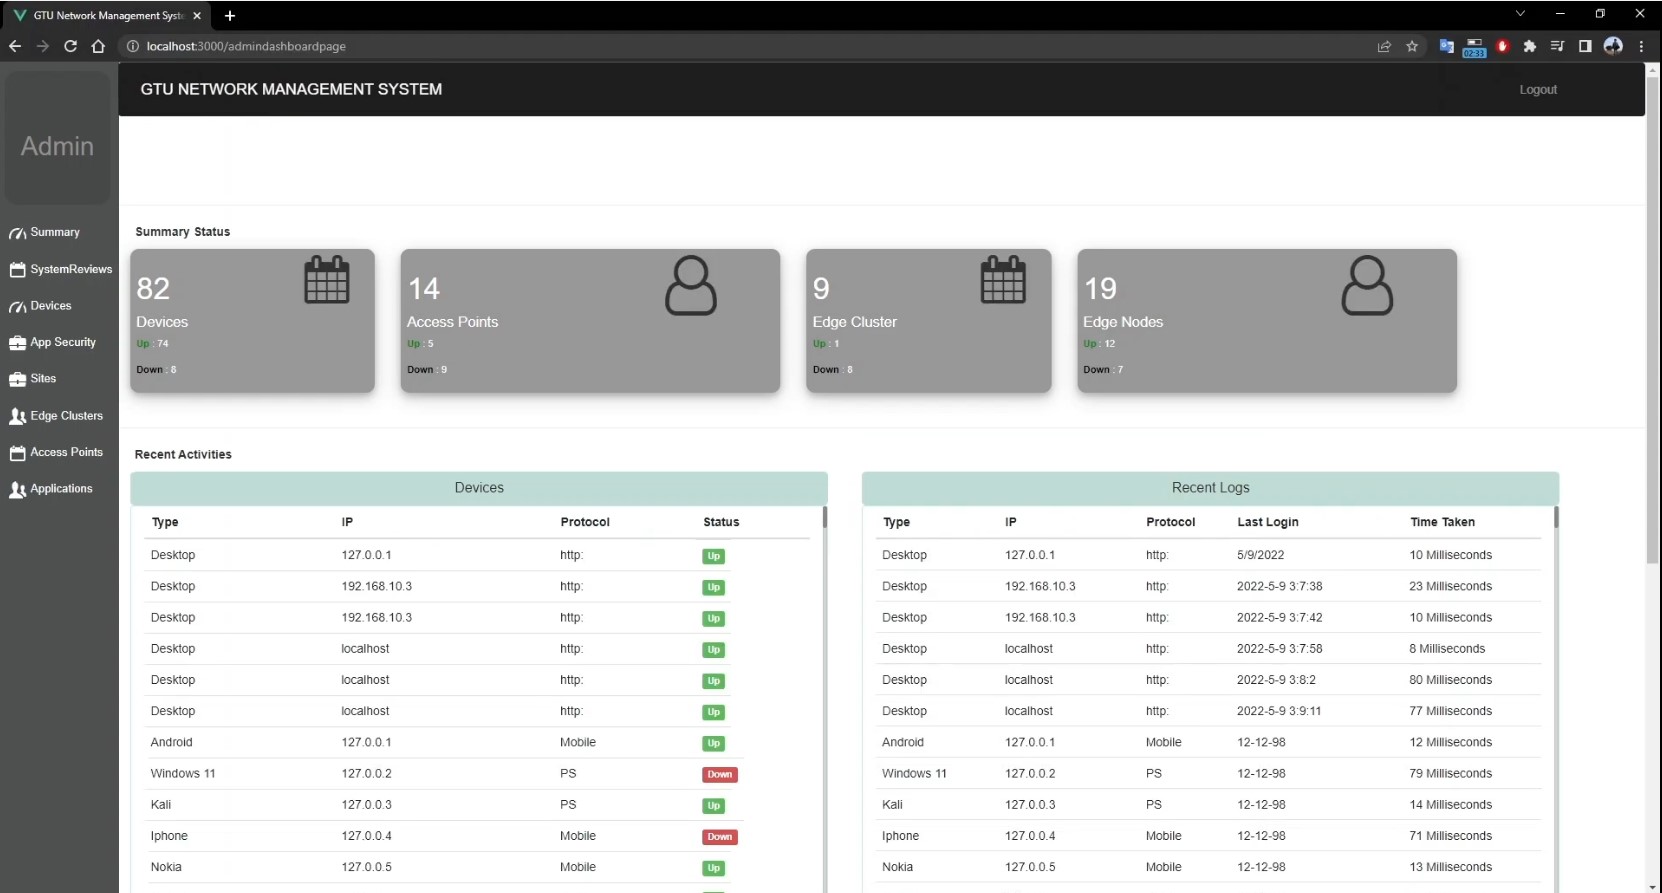 GTU Network Management Syste
localhost:3000/admindashboardpage
02:33
GTU NETWORK MANAGEMENT SYSTEM
Logout
Admin
Summary
SystemReviews
Devices
App Security
Sites
Edge Clusters
Access Points
Applications
Summary Status
82
Devices
Up : 74
Down : 8
14
Access Points
Up : 5
Down : 9
9
Edge Cluster
Up : 1
Down : 8
19
Edge Nodes
Up : 12
Down : 7
Recent Activities
Devices
Type IP Protocol Status
Desktop 127.0.0.1 http: Up
Desktop 192.168.10.3 http: Up
Desktop 192.168.10.3 http: Up
Desktop localhost http: Up
Desktop localhost http: Up
Desktop localhost http: Up
Android 127.0.0.1 Mobile Up
Windows 11 127.0.0.2 PS Down
Kali 127.0.0.3 PS Up
Iphone 127.0.0.4 Mobile Down
Nokia 127.0.0.5 Mobile Up
Recent Logs
Type IP Protocol Last Login Time Taken
Desktop 127.0.0.1 http: 5/9/2022 10 Milliseconds
Desktop 192.168.10.3 http: 2022-5-9 3:7:38 23 Milliseconds
Desktop 192.168.10.3 http: 2022-5-9 3:7:42 10 Milliseconds
Desktop localhost http: 2022-5-9 3:7:58 8 Milliseconds
Desktop localhost http: 2022-5-9 3:8:2 80 Milliseconds
Desktop localhost http: 2022-5-9 3:9:11 77 Milliseconds
Android 127.0.0.1 Mobile 12-12-98 12 Milliseconds
Windows 11 127.0.0.2 PS 12-12-98 79 Milliseconds
Kali 127.0.0.3 PS 12-12-98 14 Milliseconds
Iphone 127.0.0.4 Mobile 12-12-98 71 Milliseconds
Nokia 127.0.0.5 Mobile 12-12-98 13 Milliseconds